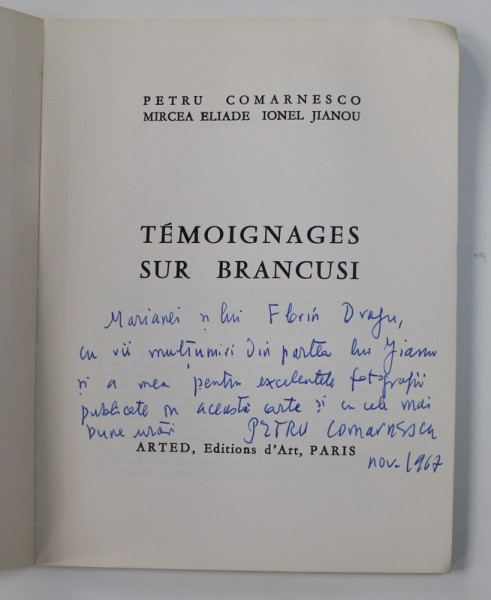 PETRU COMARNESCO
MIRCEA ELIADE IONEL JIANOU
TÉMOIGNAGES
SUR BRANCUSI
Marianei și lui Florin Dragu,
cu vii mulțumiri din partea lui Jianu
și a mea pentru excelentele fotografii
publicate în această carte și cu cele mai
bune urări PETRU COMARNESCU
ARTED, Editions d'Art, PARIS
nov. 1967